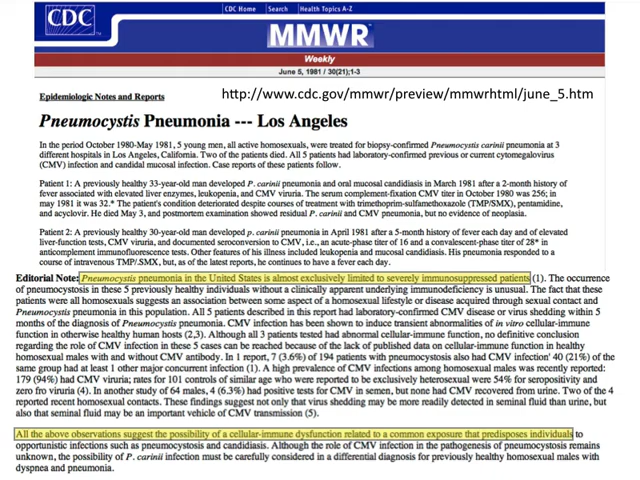 CDC
CDC Home | Search | Health Topics A-Z
MMWR
Weekly
June 5, 1981 / 30(21);1-3
http://www.cdc.gov/mmwr/preview/mmwrhtml/june_5.htm
Epidemiologic Notes and Reports
Pneumocystis Pneumonia --- Los Angeles
In the period October 1980-May 1981, 5 young men, all active homosexuals, were treated for biopsy-confirmed Pneumocystis carinii pneumonia at 3
different hospitals in Los Angeles, California. Two of the patients died. All 5 patients had laboratory-confirmed previous or current cytomegalovirus
(CMV) infection and candidal mucosal infection. Case reports of these patients follow.
Patient 1: A previously healthy 33-year-old man developed P. carinii pneumonia and oral mucosal candidiasis in March 1981 after a 2-month history of
fever associated with elevated liver enzymes, leukopenia, and CMV viruria. The serum complement-fixation CMV titer in October 1980 was 256; in
may 1981 it was 32.* The patient's condition deteriorated despite courses of treatment with trimethoprim-sulfamethoxazole (TMP/SMX), pentamidine,
and acyclovir. He died May 3, and postmortem examination showed residual P. carinii and CMV pneumonia, but no evidence of neoplasia.
Patient 2: A previously healthy 30-year-old man developed p. carinii pneumonia in April 1981 after a 5-month history of fever each day and of elevated
liver-function tests, CMV viruria, and documented seroconversion to CMV, i.e., an acute-phase titer of 16 and a convalescent-phase titer of 28* in
anticomplement immunofluorescence tests. Other features of his illness included leukopenia and mucosal candidiasis. His pneumonia responded to a
course of intravenous TMP/.SMX, but, as of the latest reports, he continues to have a fever each day.
Editorial Note: Pneumocystis pneumonia in the United States is almost exclusively limited to severely immunosuppressed patients (1). The occurrence
of pneumocystosis in these 5 previously healthy individuals without a clinically apparent underlying immunodeficiency is unusual. The fact that these
patients were all homosexuals suggests an association between some aspect of a homosexual lifestyle or disease acquired through sexual contact and
Pneumocystis pneumonia in this population. All 5 patients described in this report had laboratory-confirmed CMV disease or virus shedding within 5
months of the diagnosis of Pneumocystis pneumonia. CMV infection has been shown to induce transient abnormalities of in vitro cellular-immune
function in otherwise healthy human hosts (2,3). Although all 3 patients tested had abnormal cellular-immune function, no definitive conclusion
regarding the role of CMV infection in these 5 cases can be reached because of the lack of published data on cellular-immune function in healthy
homosexual males with and without CMV antibody. In 1 report, 7 (3.6%) of 194 patients with pneumocystosis also had CMV infection' 40 (21%) of the
same group had at least 1 other major concurrent infection (1). A high prevalence of CMV infections among homosexual males was recently reported:
179 (94%) had CMV viruria; rates for 101 controls of similar age who were reported to be exclusively heterosexual were 54% for seropositivity and
zero fro viruria (4). In another study of 64 males, 4 (6.3%) had positive tests for CMV in semen, but none had CMV recovered from urine. Two of the 4
reported recent homosexual contacts. These findings suggest not only that virus shedding may be more readily detected in seminal fluid than urine, but
also that seminal fluid may be an important vehicle of CMV transmission (5).
All the above observations suggest the possibility of a cellular-immune dysfunction related to a common exposure that predisposes individuals to
opportunistic infections such as pneumocystosis and candidiasis. Although the role of CMV infection in the pathogenesis of pneumocystosis remains
unknown, the possibility of P. carinii infection must be carefully considered in a differential diagnosis for previously healthy homosexual males with
dyspnea and pneumonia.